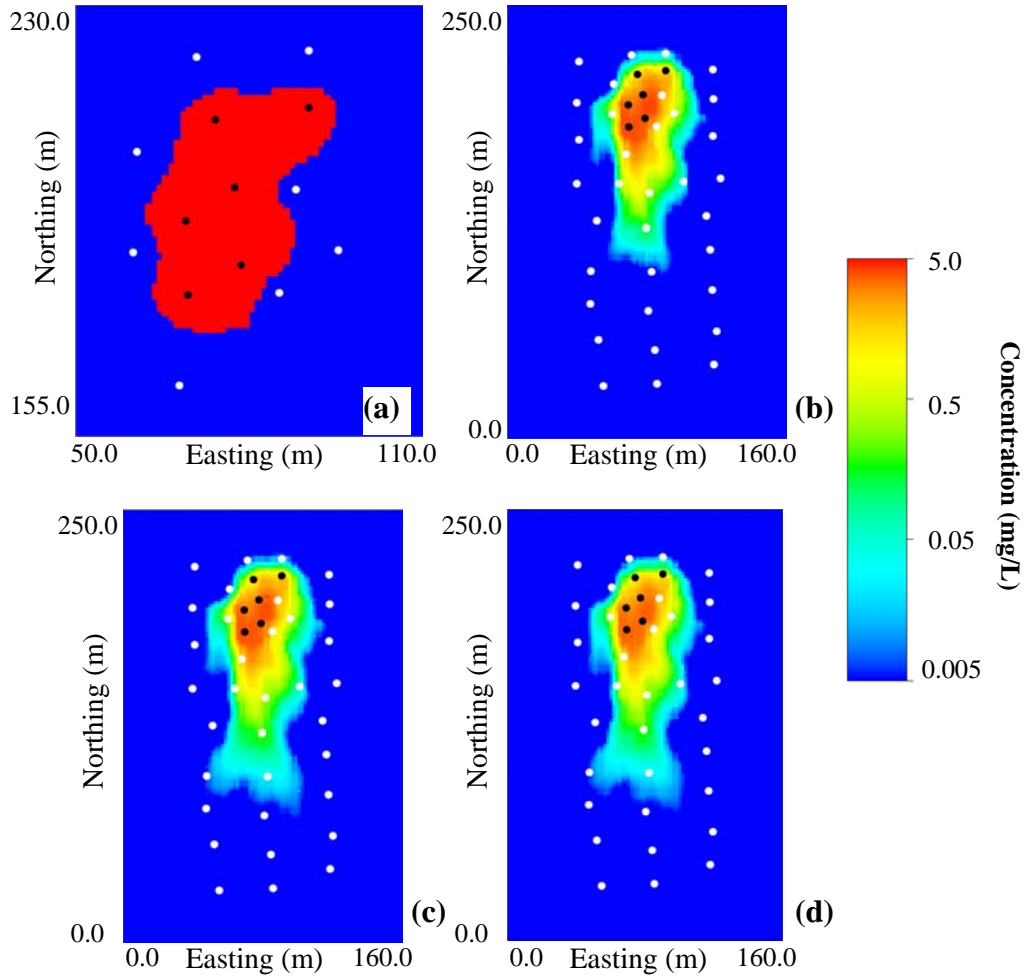 230.0
Northing (m)
155.0
(a)
50.0 Easting (m) 110.0
250.0
Northing (m)
0.0
(b)
0.0 Easting (m) 160.0
5.0
0.5
0.05
0.005
Concentration (mg/L)
250.0
Northing (m)
0.0
(c)
0.0 Easting (m) 160.0
250.0
Northing (m)
0.0
(d)
0.0 Easting (m) 160.0